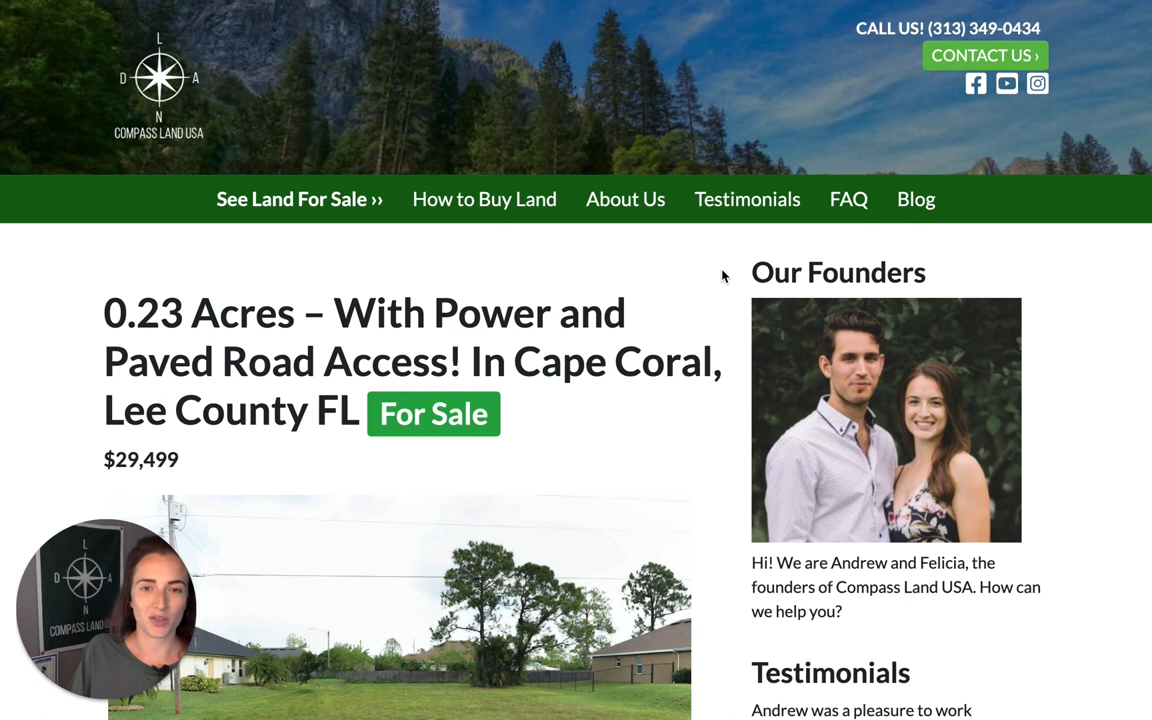 L
D A
N
COMPASS LAND USA
CALL US! (313) 349-0434
CONTACT US ›
See Land For Sale ››
How to Buy Land
About Us
Testimonials
FAQ
Blog
0.23 Acres – With Power and
Paved Road Access! In Cape Coral,
Lee County FL For Sale
$29,499
Our Founders
Hi! We are Andrew and Felicia, the
founders of Compass Land USA. How can
we help you?
Testimonials
Andrew was a pleasure to work
L
D A
N
COMPASS LAND